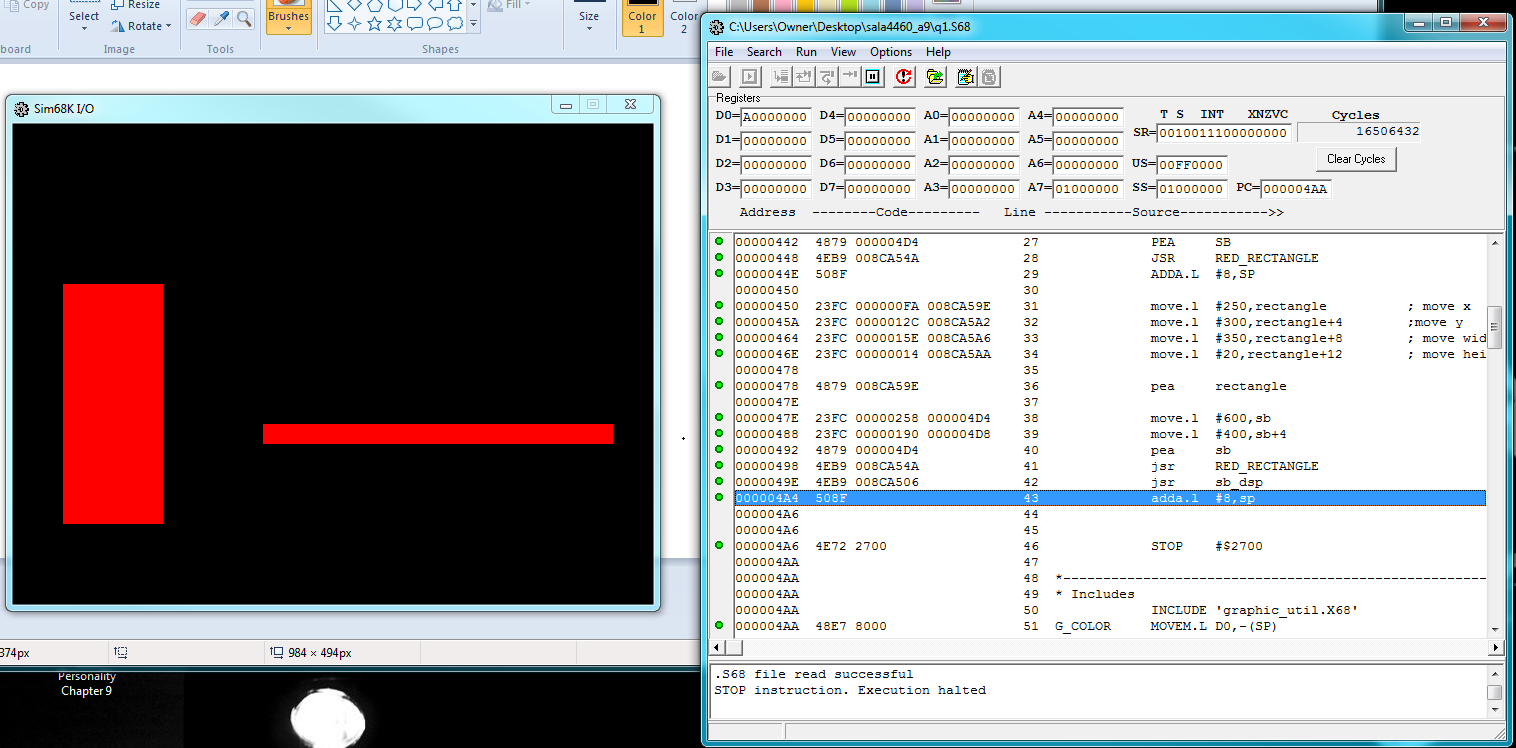 Copy
board
Select
Resize
Rotate
Image
Tools
Brushes
Shapes
Fill
Size
Color
1
Color
2
Sim68K I/O
374px
984 × 494px
Personality
Chapter 9
C:\Users\Owner\Desktop\sala4460_a9\q1.S68
File Search Run View Options Help
Registers
D0= A0000000 D4= 00000000 A0= 00000000 A4= 00000000 T S INT XNZVC Cycles
D1= 00000000 D5= 00000000 A1= 00000000 A5= 00000000 SR= 0010011100000000 16506432
D2= 00000000 D6= 00000000 A2= 00000000 A6= 00000000 US= 00FF0000 Clear Cycles
D3= 00000000 D7= 00000000 A3= 00000000 A7= 01000000 SS= 01000000 PC= 000004AA
Address --------Code--------- Line -----------Source----------->>
00000442 4879 000004D4 27 PEA SB
00000448 4EB9 008CA54A 28 JSR RED_RECTANGLE
0000044E 508F 29 ADDA.L #8,SP
00000450 30
00000450 23FC 000000FA 008CA59E 31 move.l #250,rectangle ; move x
0000045A 23FC 0000012C 008CA5A2 32 move.l #300,rectangle+4 ;move y
00000464 23FC 0000015E 008CA5A6 33 move.l #350,rectangle+8 ; move wid
0000046E 23FC 00000014 008CA5AA 34 move.l #20,rectangle+12 ; move hei
00000478 35
00000478 4879 008CA59E 36 pea rectangle
0000047E 37
0000047E 23FC 00000258 000004D4 38 move.l #600,sb
00000488 23FC 00000190 000004D8 39 move.l #400,sb+4
00000492 4879 000004D4 40 pea sb
00000498 4EB9 008CA54A 41 jsr RED_RECTANGLE
0000049E 4EB9 008CA506 42 jsr sb_dsp
000004A4 508F 43 adda.l #8,sp
000004A6 44
000004A6 45
000004A6 4E72 2700 46 STOP #$2700
000004AA 47
000004AA 48 *-----------------------------------------------------
000004AA 49 * Includes
000004AA 50 INCLUDE 'graphic_util.X68'
000004AA 48E7 8000 51 G_COLOR MOVEM.L D0,-(SP)
.S68 file read successful
STOP instruction. Execution halted